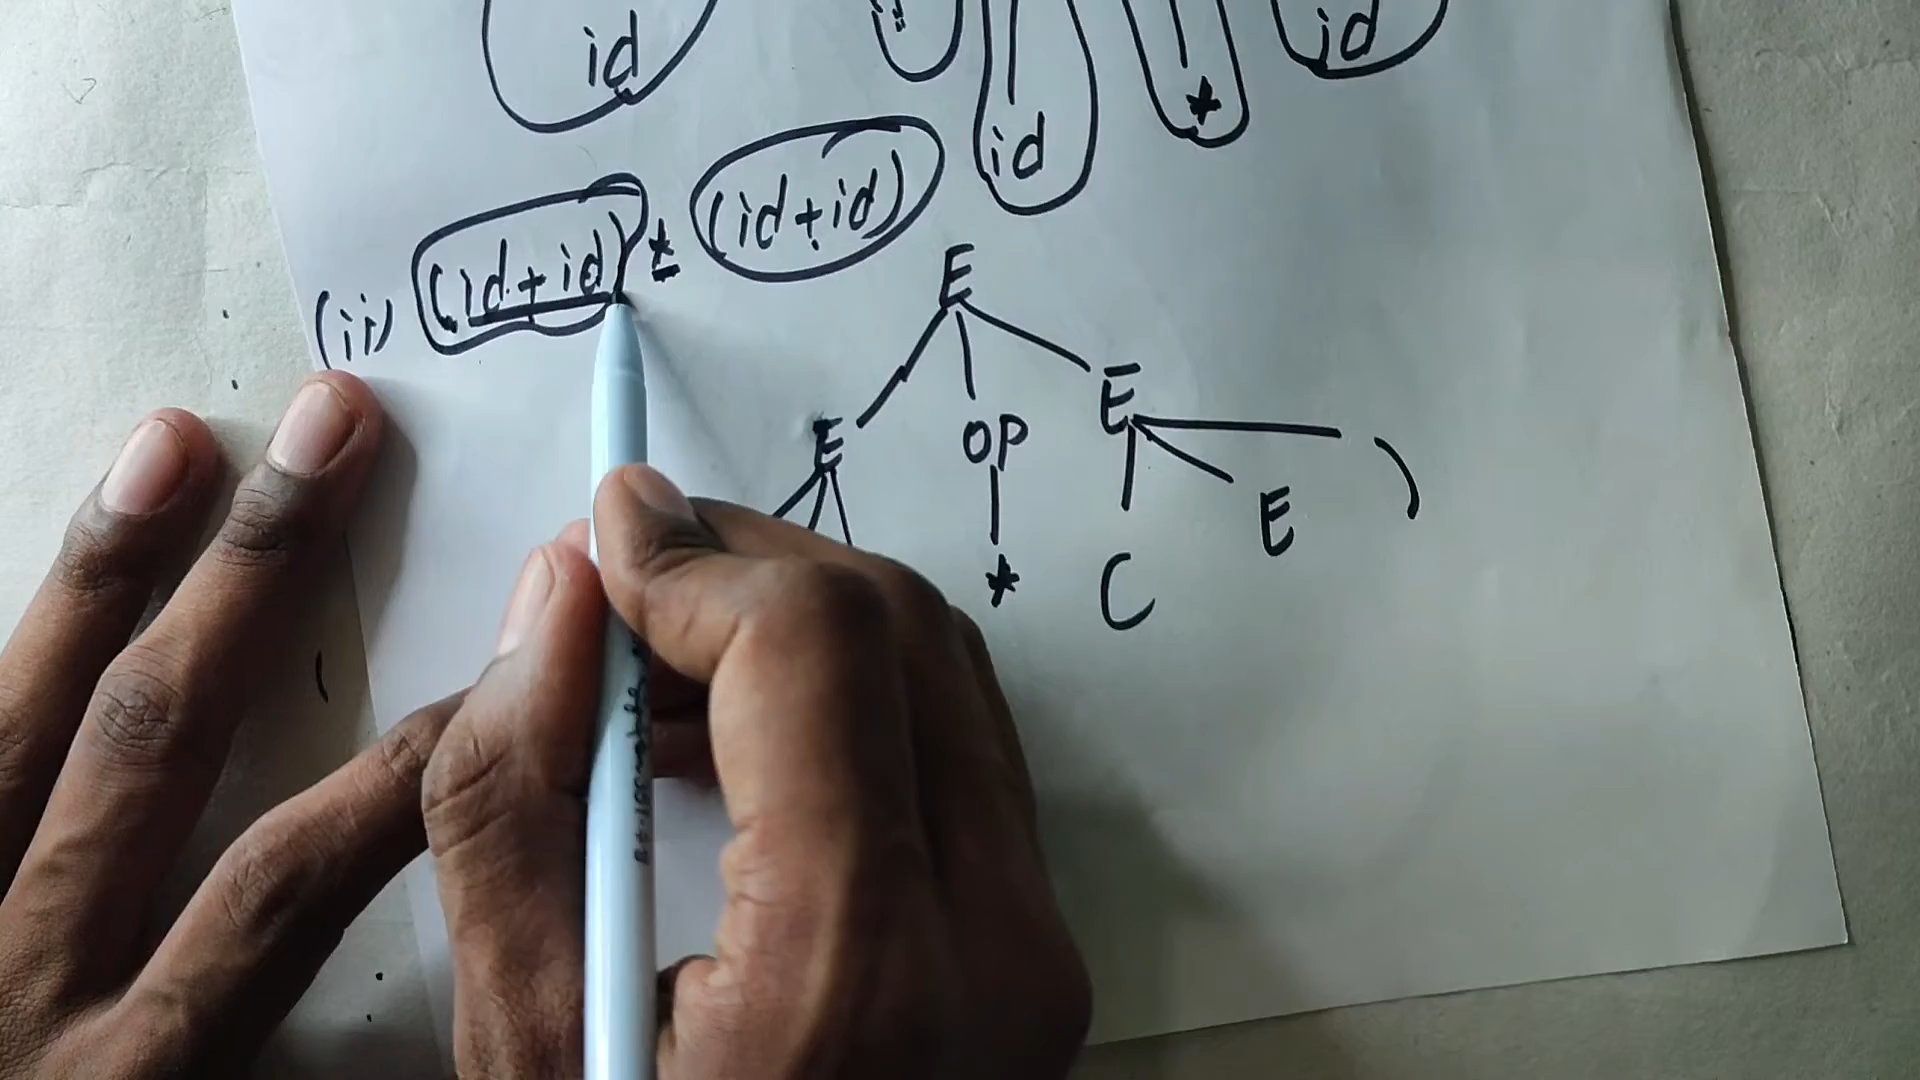 id id * id
id
(ii) (id+id) * (id+id)
E
E OP E
* ( E )